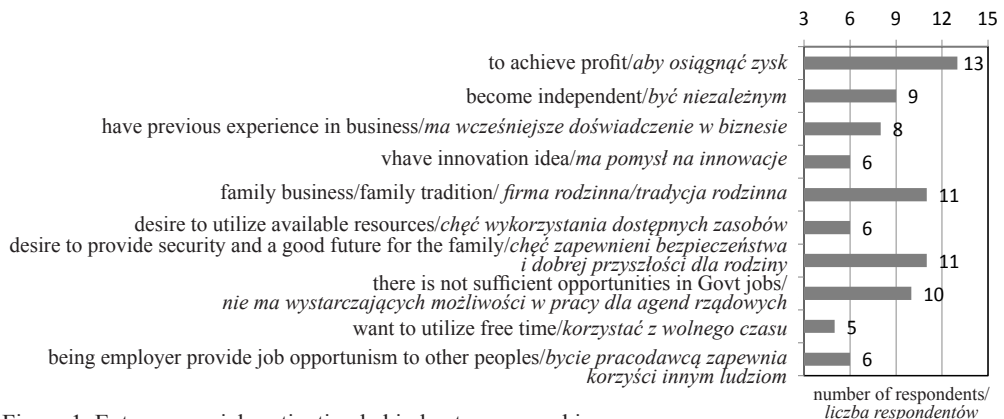 3 6 9 12 15
to achieve profit/aby osiągnąć zysk 13
become independent/być niezależnym 9
have previous experience in business/ma wcześniejsze doświadczenie w biznesie 8
vhave innovation idea/ma pomysł na innowacje 6
family business/family tradition/ firma rodzinna/tradycja rodzinna 11
desire to utilize available resources/chęć wykorzystania dostępnych zasobów 6
desire to provide security and a good future for the family/chęć zapewnieni bezpieczeństwa
i dobrej przyszłości dla rodziny 11
there is not sufficient opportunities in Govt jobs/
nie ma wystarczających możliwości w pracy dla agend rządowych 10
want to utilize free time/korzystać z wolnego czasu 5
being employer provide job opportunism to other peoples/bycie pracodawcą zapewnia
korzyści innym ludziom 6
number of respondents/
liczba respondentów